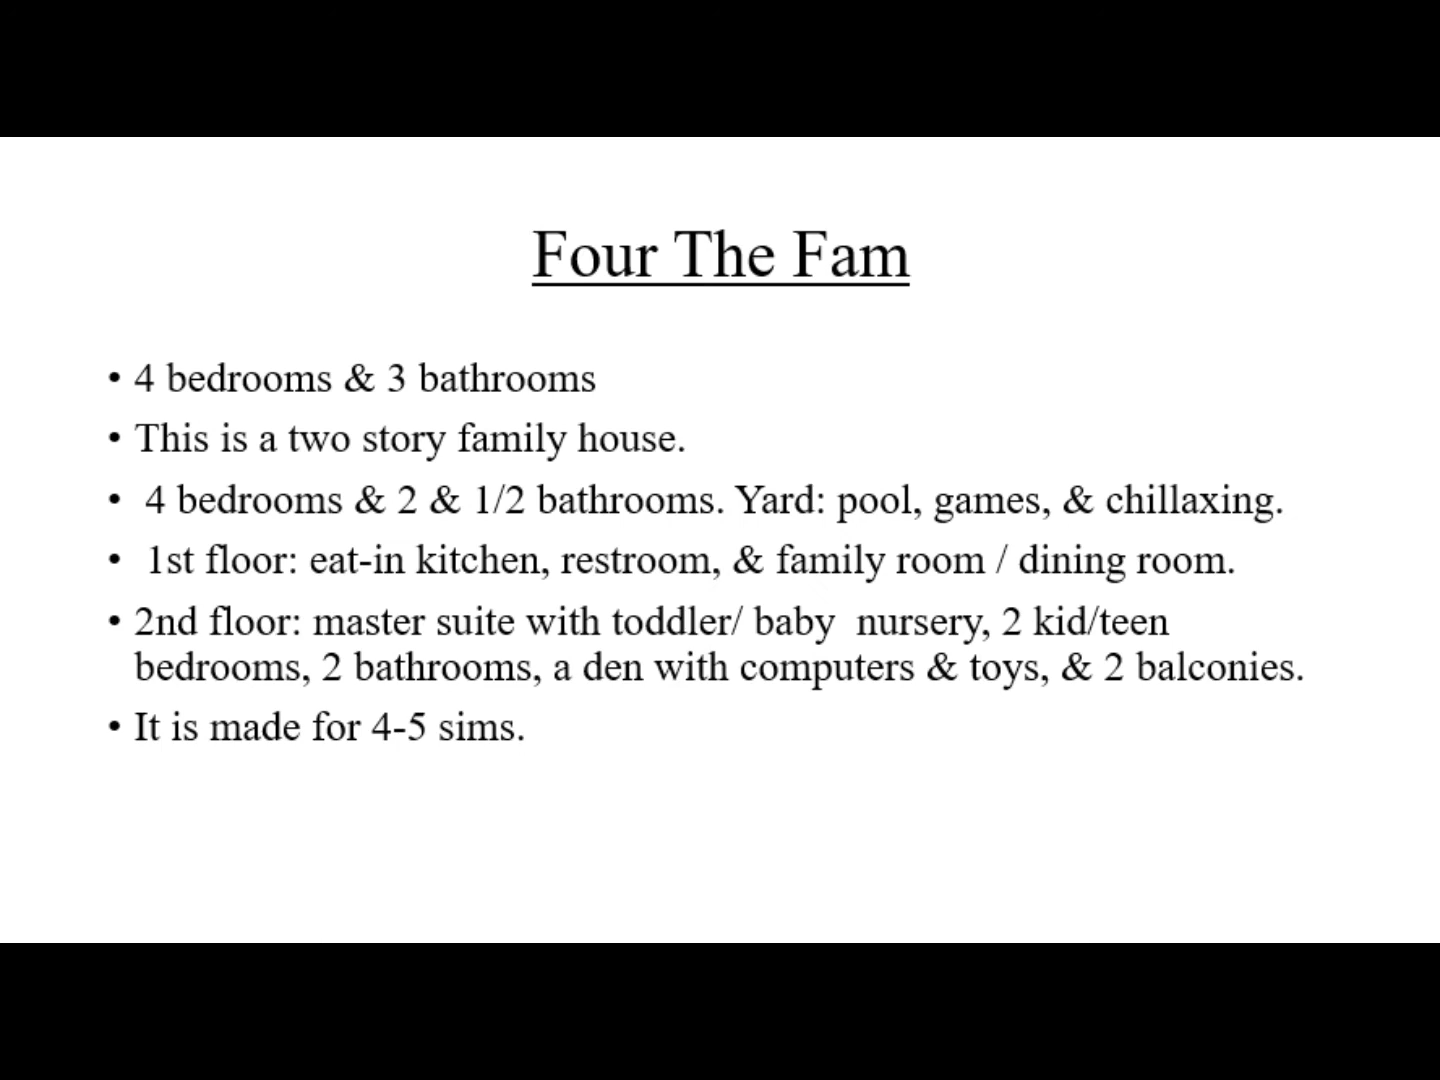 Four The Fam
• 4 bedrooms & 3 bathrooms
• This is a two story family house.
• 4 bedrooms & 2 & 1/2 bathrooms. Yard: pool, games, & chillaxing.
• 1st floor: eat-in kitchen, restroom, & family room / dining room.
• 2nd floor: master suite with toddler/ baby  nursery, 2 kid/teen
bedrooms, 2 bathrooms, a den with computers & toys, & 2 balconies.
• It is made for 4-5 sims.